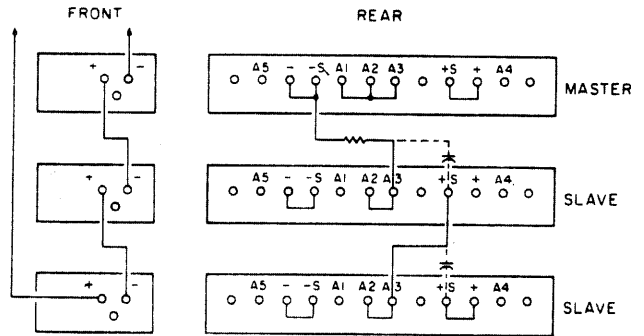 FRONT REAR
+ - A5 - -S A1 A2 A3 +S + A4 MASTER
+ - A5 - -S A1 A2 A3 +S + A4 SLAVE
+ - A5 - -S A1 A2 A3 +S + A4 SLAVE